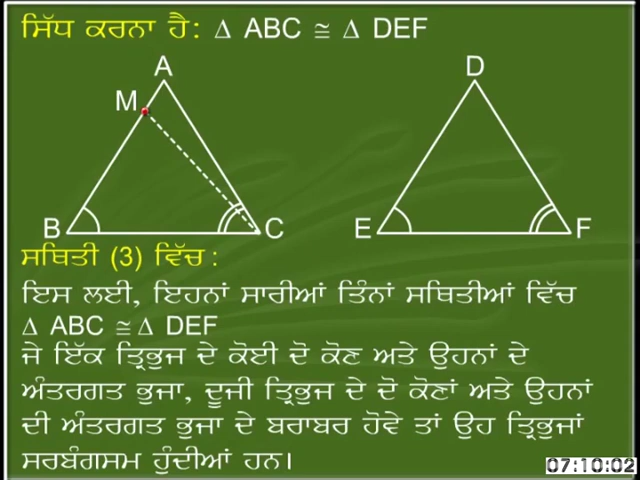 ਸਿੱਧ ਕਰਨਾ ਹੈ: Δ ABC ≅ Δ DEF
A
D
M
B
C
E
F
ਸਥਿਤੀ (3) ਵਿੱਚ :
ਇਸ ਲਈ, ਇਹਨਾਂ ਸਾਰੀਆਂ ਤਿੰਨਾਂ ਸਥਿਤੀਆਂ ਵਿੱਚ
Δ ABC ≅ Δ DEF
ਜੇ ਇੱਕ ਤ੍ਰਿਭੁਜ ਦੇ ਕੋਈ ਦੋ ਕੋਣ ਅਤੇ ਉਹਨਾਂ ਦੇ
ਅੰਤਰਗਤ ਭੁਜਾ, ਦੂਜੀ ਤ੍ਰਿਭੁਜ ਦੇ ਦੋ ਕੋਣਾਂ ਅਤੇ ਉਹਨਾਂ
ਦੀ ਅੰਤਰਗਤ ਭੁਜਾ ਦੇ ਬਰਾਬਰ ਹੋਵੇ ਤਾਂ ਉਹ ਤ੍ਰਿਭੁਜਾਂ
ਸਰਬੰਗਸਮ ਹੁੰਦੀਆਂ ਹਨ।
07:10:02